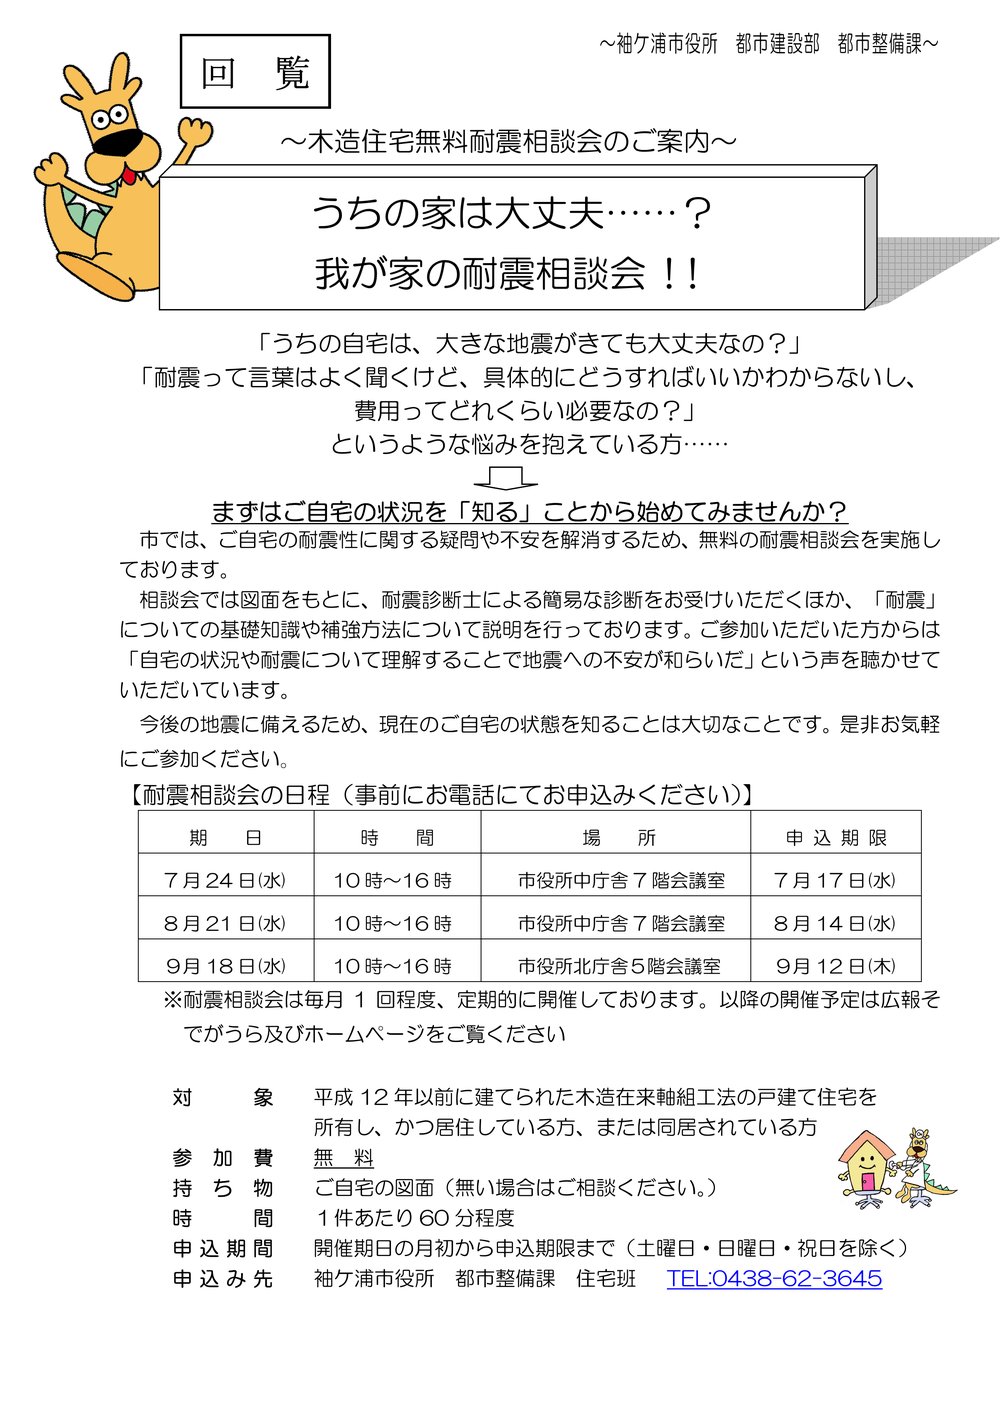 ～袖ケ浦市役所　都市建設部　都市整備課～
回　覧
～木造住宅無料耐震相談会のご案内～
うちの家は大丈夫……？
我が家の耐震相談会！！
「うちの自宅は、大きな地震がきても大丈夫なの？」
「耐震って言葉はよく聞くけど、具体的にどうすればいいかわからないし、
費用ってどれくらい必要なの？」
というような悩みを抱えている方……
まずはご自宅の状況を「知る」ことから始めてみませんか？
市では、ご自宅の耐震性に関する疑問や不安を解消するため、無料の耐震相談会を実施し
ております。
相談会では図面をもとに、耐震診断士による簡易な診断をお受けいただくほか、「耐震」
についての基礎知識や補強方法について説明を行っております。ご参加いただいた方からは
「自宅の状況や耐震について理解することで地震への不安が和らいだ」という声を聴かせて
いただいています。
今後の地震に備えるため、現在のご自宅の状態を知ることは大切なことです。是非お気軽
にご参加ください。
【耐震相談会の日程（事前にお電話にてお申込みください）】
期　日　時　間　場　所　申込期限
7月24日(水)　10時～16時　市役所中庁舎7階会議室　7月17日(水)
8月21日(水)　10時～16時　市役所中庁舎7階会議室　8月14日(水)
9月18日(水)　10時～16時　市役所北庁舎5階会議室　9月12日(木)
※耐震相談会は毎月1回程度、定期的に開催しております。以降の開催予定は広報そ
でがうら及びホームページをご覧ください
対　象　平成12年以前に建てられた木造在来軸組工法の戸建て住宅を
所有し、かつ居住している方、または同居されている方
参加費　無　料
持ち物　ご自宅の図面（無い場合はご相談ください。）
時　間　1件あたり60分程度
申込期間　開催期日の月初から申込期限まで（土曜日・日曜日・祝日を除く）
申込み先　袖ケ浦市役所　都市整備課　住宅班　TEL:0438-62-3645